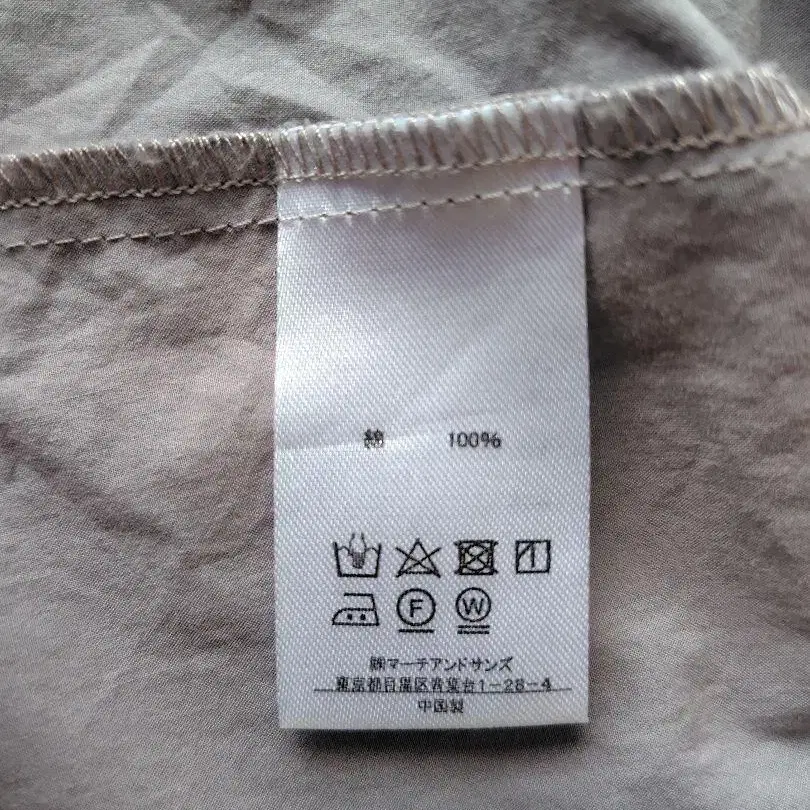 綿 100%
F W
㈱マーチアンドサンズ
東京都目黒区青葉台1-28-4
中国製